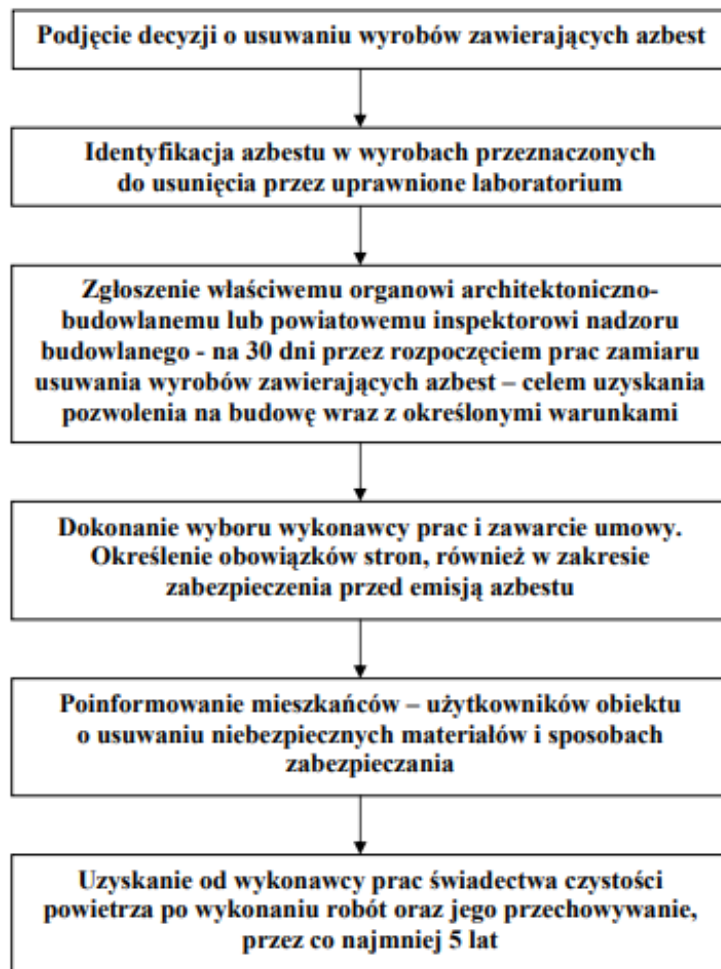 Podjęcie decyzji o usuwaniu wyrobów zawierających azbest
Identyfikacja azbestu w wyrobach przeznaczonych
do usunięcia przez uprawnione laboratorium
Zgłoszenie właściwemu organowi architektoniczno-
budowlanemu lub powiatowemu inspektorowi nadzoru
budowlanego - na 30 dni przez rozpoczęciem prac zamiaru
usuwania wyrobów zawierających azbest – celem uzyskania
pozwolenia na budowę wraz z określonymi warunkami
Dokonanie wyboru wykonawcy prac i zawarcie umowy.
Określenie obowiązków stron, również w zakresie
zabezpieczenia przed emisją azbestu
Poinformowanie mieszkańców – użytkowników obiektu
o usuwaniu niebezpiecznych materiałów i sposobach
zabezpieczania
Uzyskanie od wykonawcy prac świadectwa czystości
powietrza po wykonaniu robót oraz jego przechowywanie,
przez co najmniej 5 lat